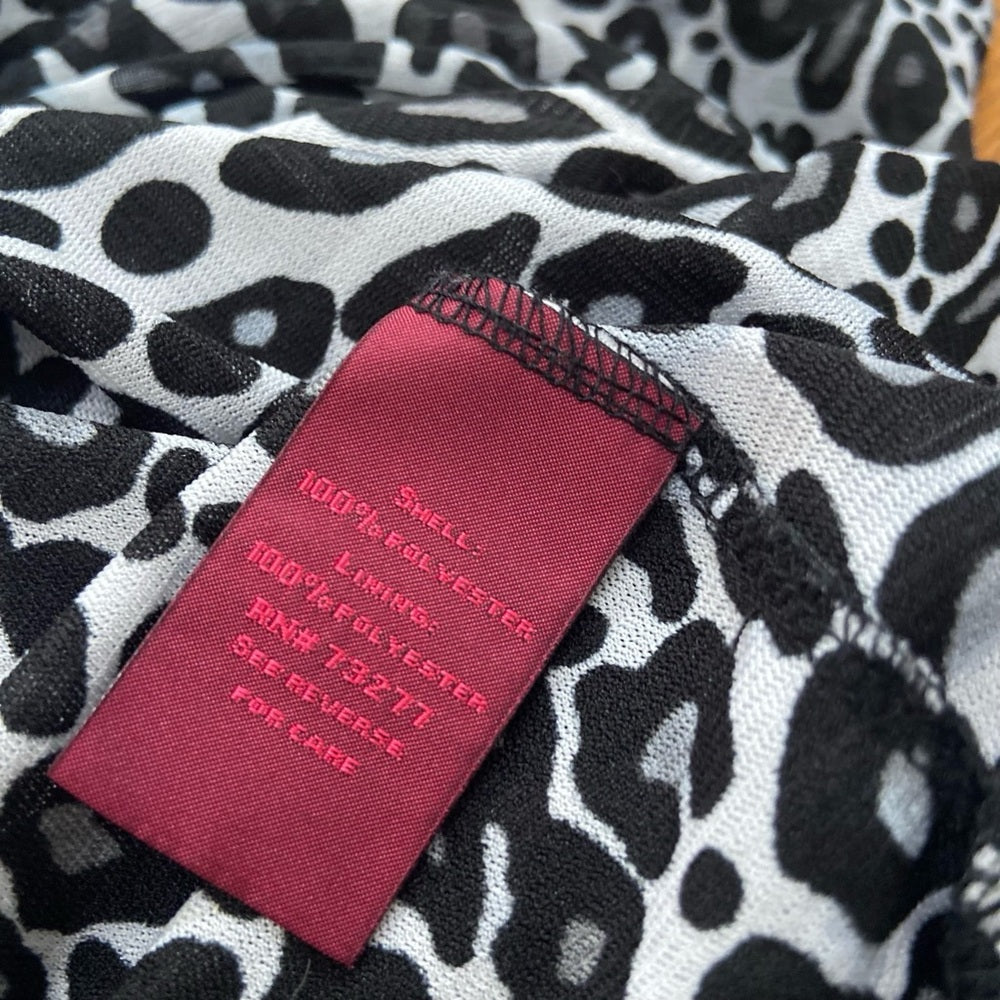 SHELL:
100% POLYESTER
LINING:
100% POLYESTER
RN# 73277
SEE REVERSE
FOR CARE